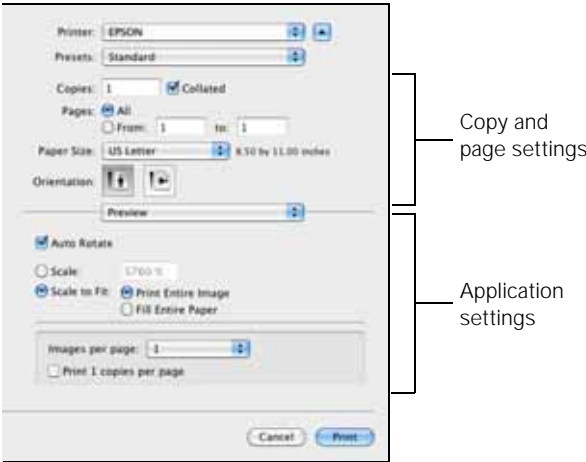 Printer: EPSON
Presets: Standard
Copies: 1 Collated
Pages: All
From: 1 to: 1
Paper Size: US Letter 8.50 by 11.00 inches
Orientation:
Copy and
page settings
Preview
Auto Rotate
Scale: 5760 %
Scale to Fit: Print Entire Image
Fill Entire Paper
Application
settings
Images per page: 1
Print 1 copies per page
Cancel Print